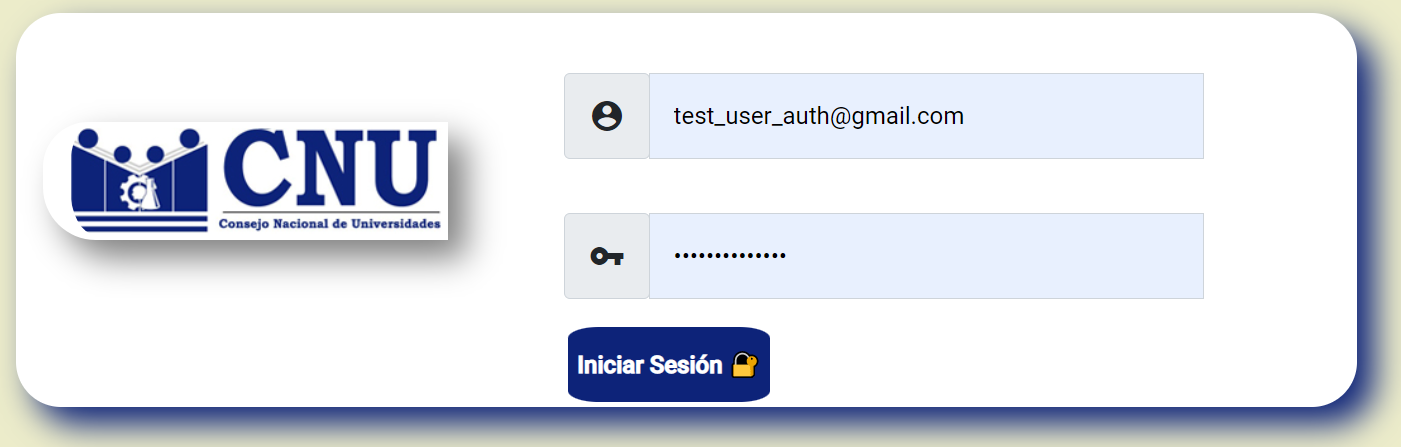 CNU
Consejo Nacional de Universidades
test_user_auth@gmail.com
••••••••••••••
Iniciar Sesión